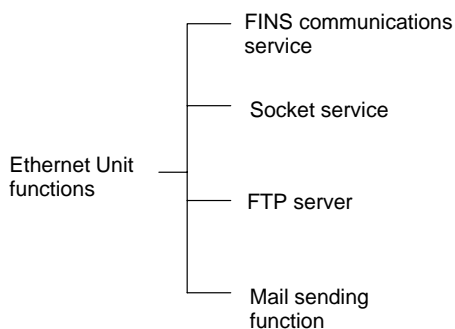 FINS communications
service
Socket service
Ethernet Unit
functions
FTP server
Mail sending
function